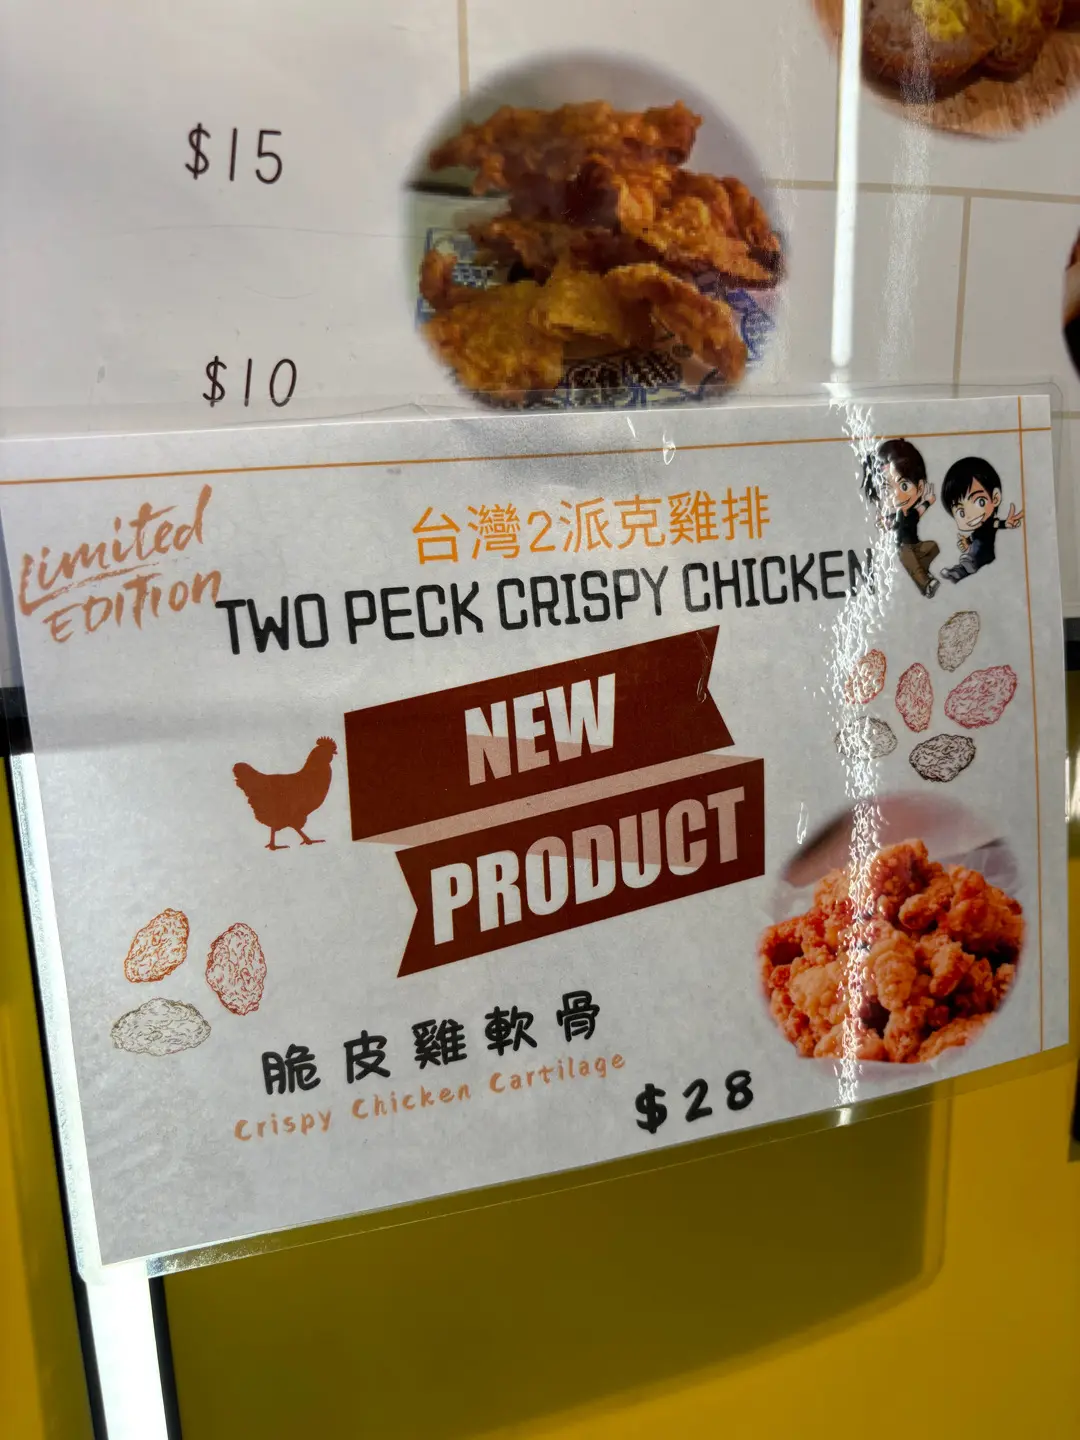 $15
$10
Limited
EDITION
台灣2派克雞排
TWO PECK CRISPY CHICKEN
NEW
PRODUCT
脆皮雞軟骨
Crispy Chicken Cartilage
$28